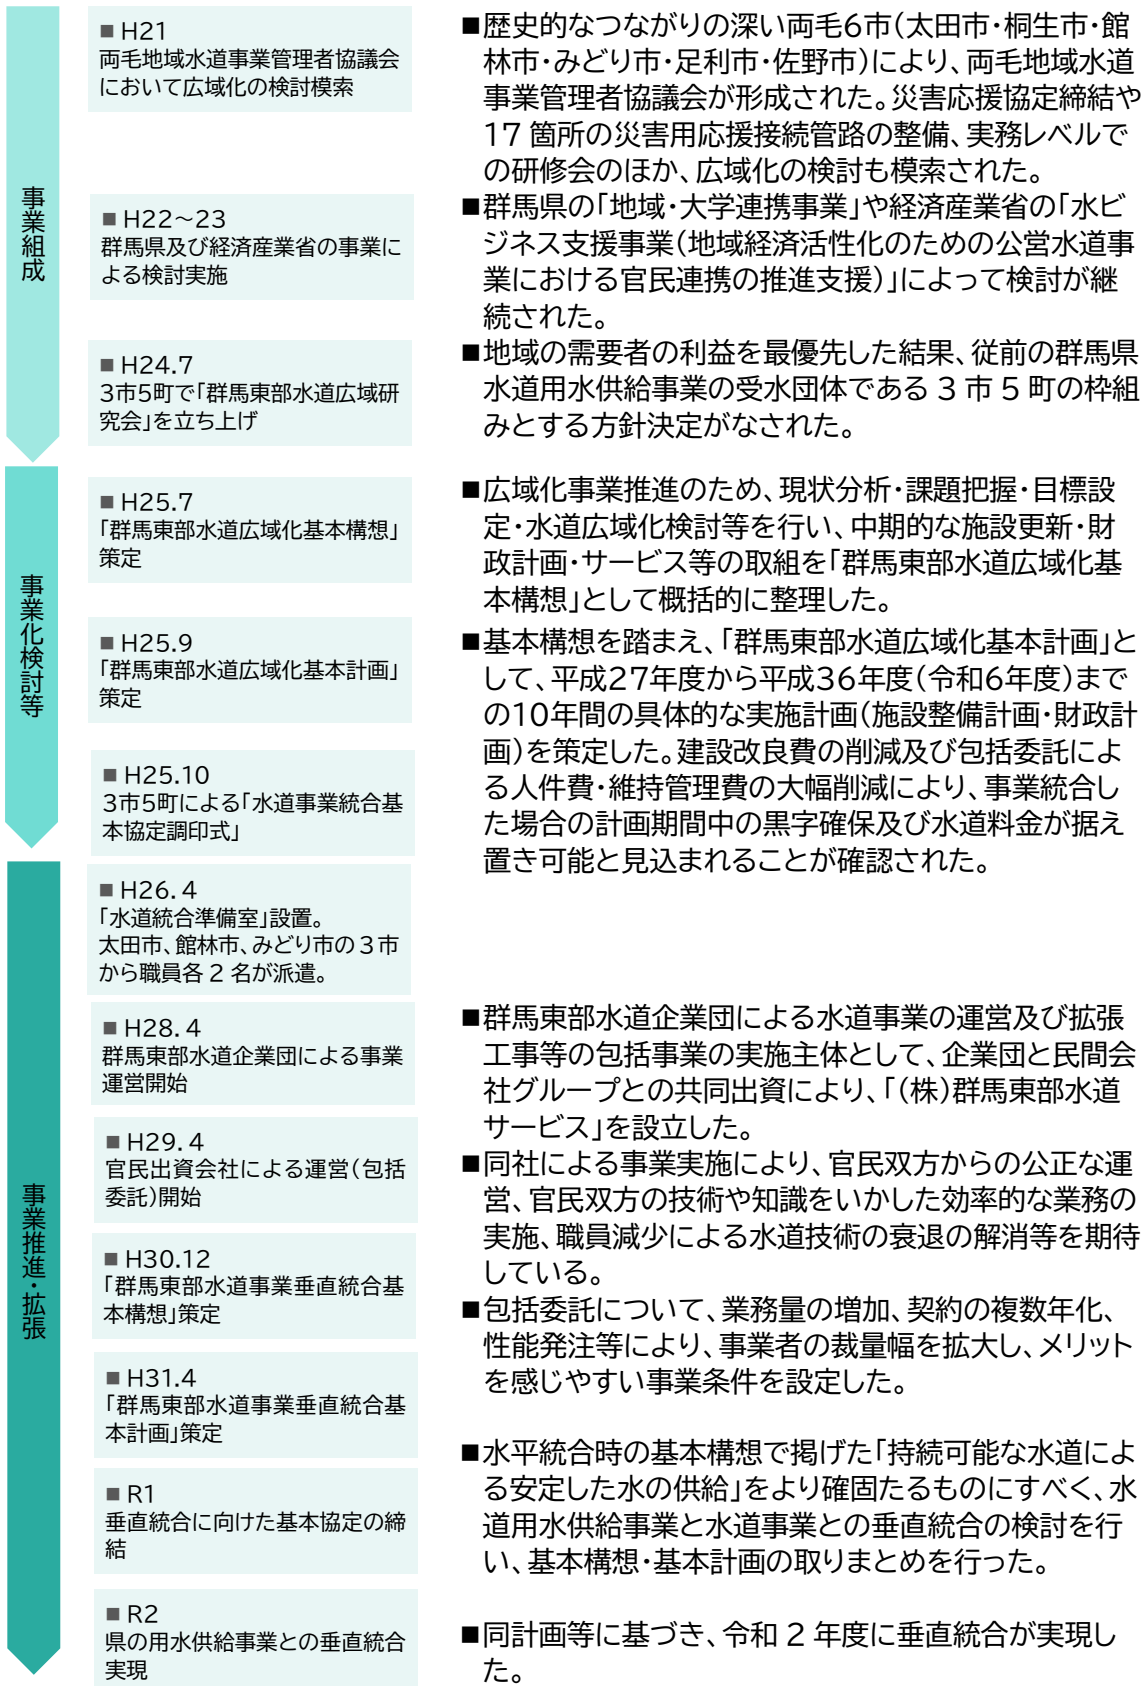 事業組成
■ H21
両毛地域水道事業管理者協議会
において広域化の検討模索
■ H22～23
群馬県及び経済産業省の事業に
よる検討実施
■ H24.7
3市5町で「群馬東部水道広域研
究会」を立ち上げ
■歴史的なつながりの深い両毛6市（太田市・桐生市・館
林市・みどり市・足利市・佐野市）により、両毛地域水道
事業管理者協議会が形成された。災害応援協定締結や
17 箇所の災害用応援接続管路の整備、実務レベルで
の研修会のほか、広域化の検討も模索された。
■群馬県の「地域・大学連携事業」や経済産業省の「水ビ
ジネス支援事業（地域経済活性化のための公営水道事
業における官民連携の推進支援）」によって検討が継
続された。
■地域の需要者の利益を最優先した結果、従前の群馬県
水道用水供給事業の受水団体である 3 市 5 町の枠組
みとする方針決定がなされた。
事業化検討等
■ H25.7
「群馬東部水道広域化基本構想」
策定
■ H25.9
「群馬東部水道広域化基本計画」
策定
■ H25.10
3市5町による「水道事業統合基
本協定調印式」
■広域化事業推進のため、現状分析・課題把握・目標設
定・水道広域化検討等を行い、中期的な施設更新・財
政計画・サービス等の取組を「群馬東部水道広域化基
本構想」として概括的に整理した。
■基本構想を踏まえ、「群馬東部水道広域化基本計画」と
して、平成27年度から平成36年度（令和6年度）まで
の10年間の具体的な実施計画（施設整備計画・財政計
画）を策定した。建設改良費の削減及び包括委託によ
る人件費・維持管理費の大幅削減により、事業統合し
た場合の計画期間中の黒字確保及び水道料金が据え
置き可能と見込まれることが確認された。
事業推進・拡張
■ H26.4
「水道統合準備室」設置。
太田市、館林市、みどり市の3市
から職員各 2 名が派遣。
■ H28.4
群馬東部水道企業団による事業
運営開始
■ H29.4
官民出資会社による運営（包括
委託）開始
■ H30.12
「群馬東部水道事業垂直統合基
本構想」策定
■ H31.4
「群馬東部水道事業垂直統合基
本計画」策定
■ R1
垂直統合に向けた基本協定の締
結
■ R2
県の用水供給事業との垂直統合
実現
■群馬東部水道企業団による水道事業の運営及び拡張
工事等の包括事業の実施主体として、企業団と民間会
社グループとの共同出資により、「（株）群馬東部水道
サービス」を設立した。
■同社による事業実施により、官民双方からの公正な運
営、官民双方の技術や知識をいかした効率的な業務の
実施、職員減少による水道技術の衰退の解消等を期待
している。
■包括委託について、業務量の増加、契約の複数年化、
性能発注等により、事業者の裁量幅を拡大し、メリット
を感じやすい事業条件を設定した。
■水平統合時の基本構想で掲げた「持続可能な水道によ
る安定した水の供給」をより確固たるものにすべく、水
道用水供給事業と水道事業との垂直統合の検討を行
い、基本構想・基本計画の取りまとめを行った。
■同計画等に基づき、令和 2 年度に垂直統合が実現し
た。